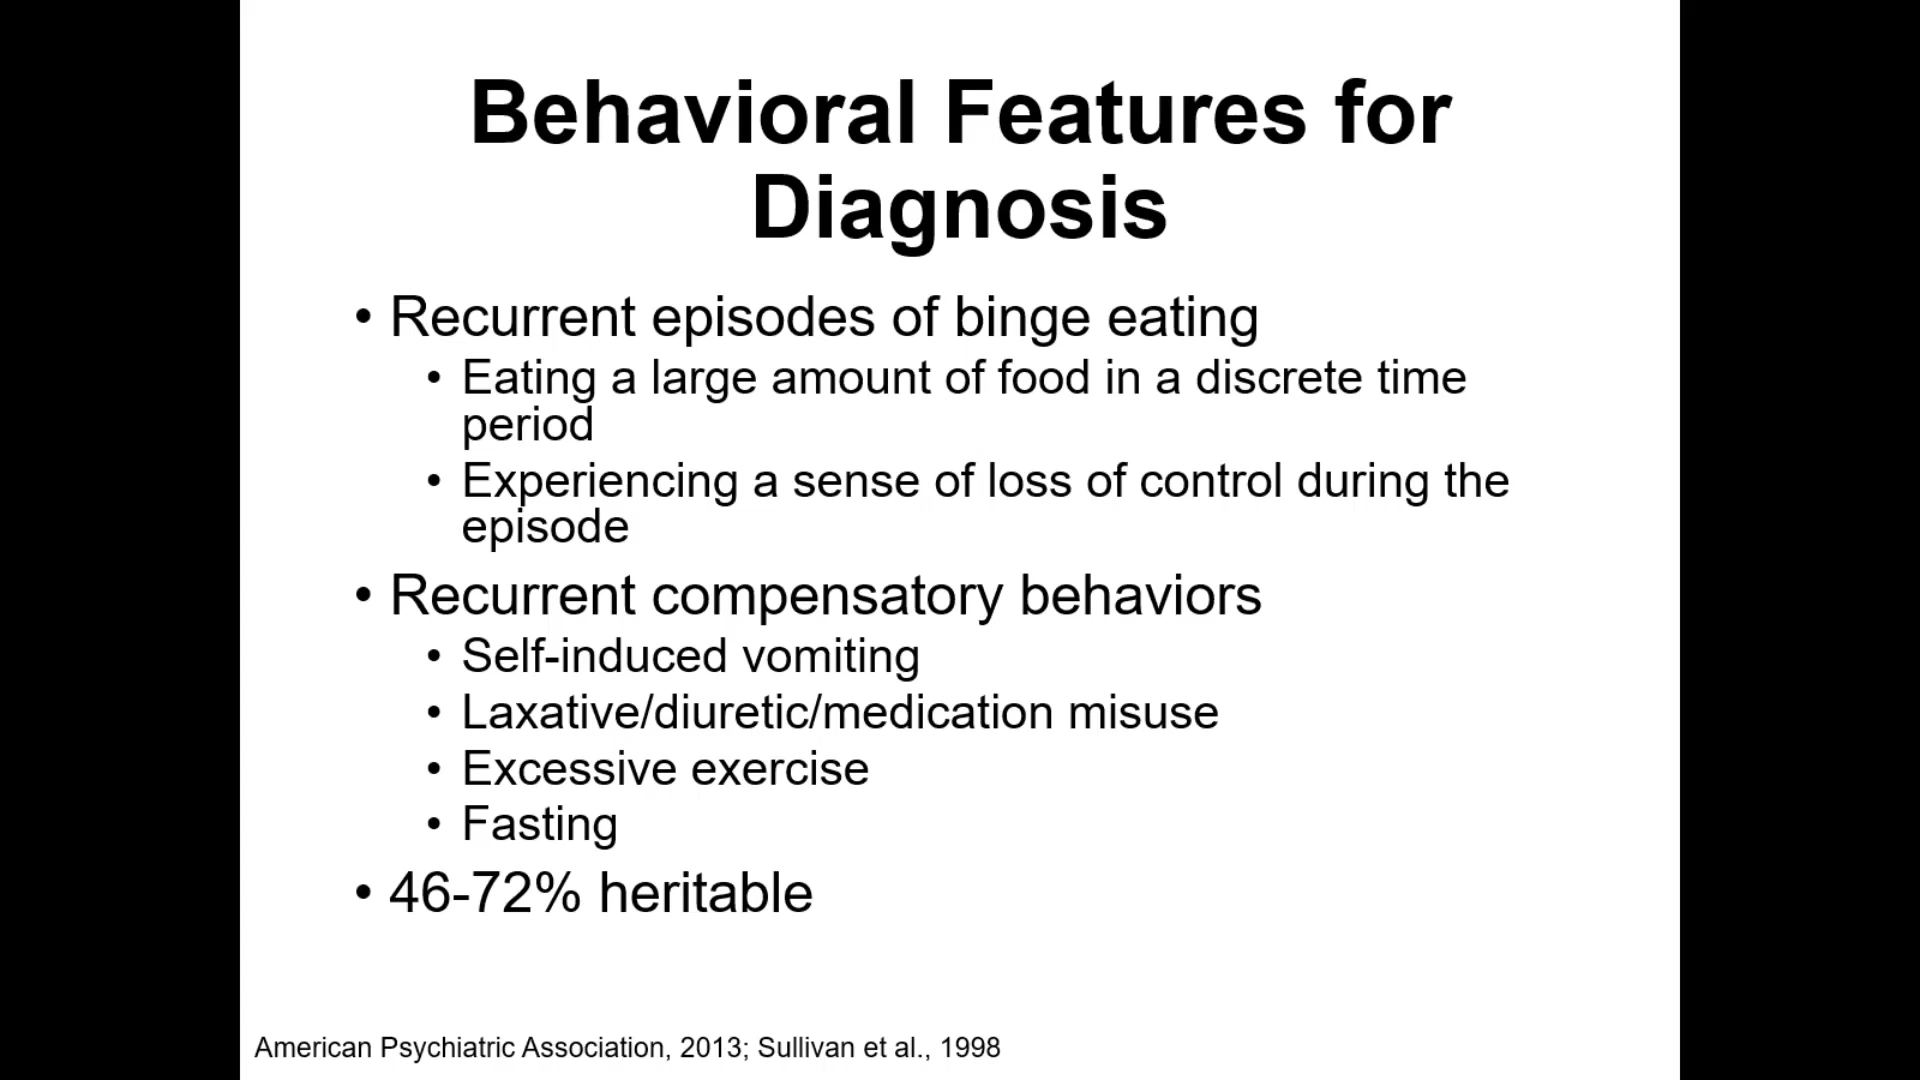 Behavioral Features for
Diagnosis
• Recurrent episodes of binge eating
• Eating a large amount of food in a discrete time
period
• Experiencing a sense of loss of control during the
episode
• Recurrent compensatory behaviors
• Self-induced vomiting
• Laxative/diuretic/medication misuse
• Excessive exercise
• Fasting
• 46-72% heritable
American Psychiatric Association, 2013; Sullivan et al., 1998